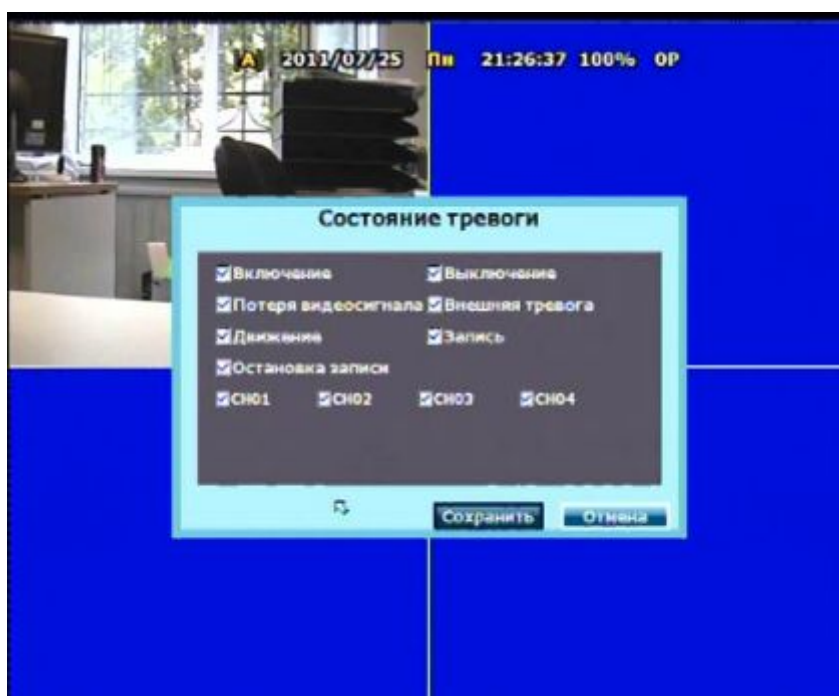 A 2011/07/25 Пн 21:26:37 100% OP
Состояние тревоги
Включение Выключение
Потеря видеосигнала Внешняя тревога
Движение Запись
Остановка записи
CH01 CH02 CH03 CH04
Сохранить Отмена